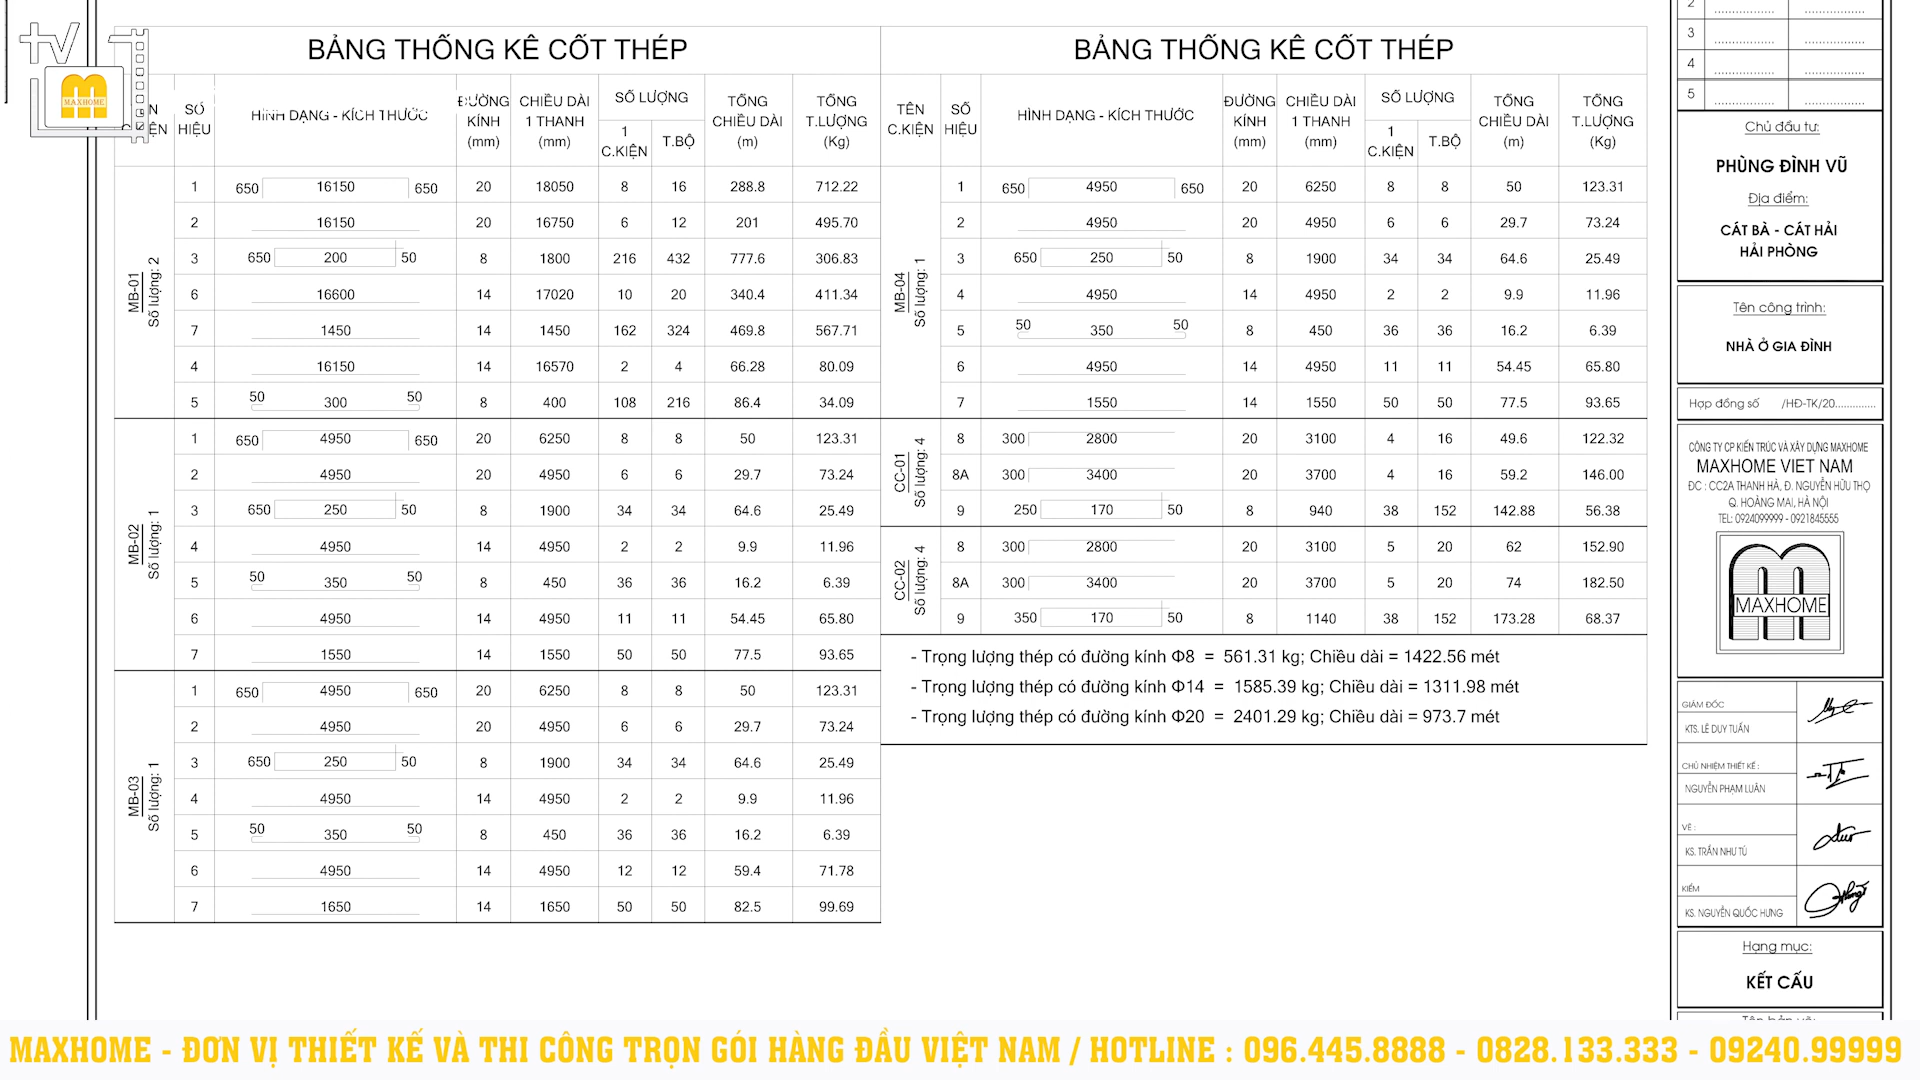 MAXHOME
BẢNG THỐNG KÊ CỐT THÉP
SỐ HIỆU | HÌNH DẠNG - KÍCH THƯỚC | ĐƯỜNG KÍNH (mm) | CHIỀU DÀI 1 THANH (mm) | SỐ LƯỢNG 1 C.KIỆN | T.BỘ | TỔNG CHIỀU DÀI (m) | TỔNG T.LƯỢNG (Kg)
MB-01
Số lượng: 2
1 650 16150 650 20 18050 8 16 288.8 712.22
2 16150 20 16750 6 12 201 495.70
3 650 200 50 8 1800 216 432 777.6 306.83
6 16600 14 17020 10 20 340.4 411.34
7 1450 14 1450 162 324 469.8 567.71
4 16150 14 16570 2 4 66.28 80.09
5 50 300 50 8 400 108 216 86.4 34.09
MB-02
Số lượng: 1
1 650 4950 650 20 6250 8 8 50 123.31
2 4950 20 4950 6 6 29.7 73.24
3 650 250 50 8 1900 34 34 64.6 25.49
4 4950 14 4950 2 2 9.9 11.96
5 50 350 50 8 450 36 36 16.2 6.39
6 4950 14 4950 11 11 54.45 65.80
7 1550 14 1550 50 50 77.5 93.65
MB-03
Số lượng: 1
1 650 4950 650 20 6250 8 8 50 123.31
2 4950 20 4950 6 6 29.7 73.24
3 650 250 50 8 1900 34 34 64.6 25.49
4 4950 14 4950 2 2 9.9 11.96
5 50 350 50 8 450 36 36 16.2 6.39
6 4950 14 4950 12 12 59.4 71.78
7 1650 14 1650 50 50 82.5 99.69
BẢNG THỐNG KÊ CỐT THÉP
TÊN C.KIỆN | SỐ HIỆU | HÌNH DẠNG - KÍCH THƯỚC | ĐƯỜNG KÍNH (mm) | CHIỀU DÀI 1 THANH (mm) | SỐ LƯỢNG 1 C.KIỆN | T.BỘ | TỔNG CHIỀU DÀI (m) | TỔNG T.LƯỢNG (Kg)
MB-04
Số lượng: 1
1 650 4950 650 20 6250 8 8 50 123.31
2 4950 20 4950 6 6 29.7 73.24
3 650 250 50 8 1900 34 34 64.6 25.49
4 4950 14 4950 2 2 9.9 11.96
5 50 350 50 8 450 36 36 16.2 6.39
6 4950 14 4950 11 11 54.45 65.80
7 1550 14 1550 50 50 77.5 93.65
CC-01
Số lượng: 4
8 300 2800 20 3100 4 16 49.6 122.32
8A 300 3400 20 3700 4 16 59.2 146.00
9 250 170 50 8 940 38 152 142.88 56.38
CC-02
Số lượng: 4
8 300 2800 20 3100 5 20 62 152.90
8A 300 3400 20 3700 5 20 74 182.50
9 350 170 50 8 1140 38 152 173.28 68.37
- Trọng lượng thép có đường kính Φ8 = 561.31 kg; Chiều dài = 1422.56 mét
- Trọng lượng thép có đường kính Φ14 = 1585.39 kg; Chiều dài = 1311.98 mét
- Trọng lượng thép có đường kính Φ20 = 2401.29 kg; Chiều dài = 973.7 mét
2
3
4
5
Chủ đầu tư:
PHÙNG ĐÌNH VŨ
Địa điểm:
CÁT BÀ - CÁT HẢI
HẢI PHÒNG
Tên công trình:
NHÀ Ở GIA ĐÌNH
Hợp đồng số /HĐ-TK/20..............
CÔNG TY CP KIẾN TRÚC VÀ XÂY DỰNG MAXHOME
MAXHOME VIET NAM
ĐC : CC2A THANH HÀ, Đ. NGUYỄN HỮU THỌ
Q. HOÀNG MAI, HÀ NỘI
TEL: 0924099999 - 0921845555
MAXHOME
GIÁM ĐỐC
KTS. LÊ DUY TUẤN
CHỦ NHIỆM THIẾT KẾ :
NGUYỄN PHẠM LUÂN
VẼ :
KS. TRẦN NHƯ TÚ
KIỂM
KS. NGUYỄN QUỐC HƯNG
Hạng mục:
KẾT CẤU
MAXHOME - ĐƠN VỊ THIẾT KẾ VÀ THI CÔNG TRỌN GÓI HÀNG ĐẦU VIỆT NAM / HOTLINE : 096.445.8888 - 0828.133.333 - 09240.99999